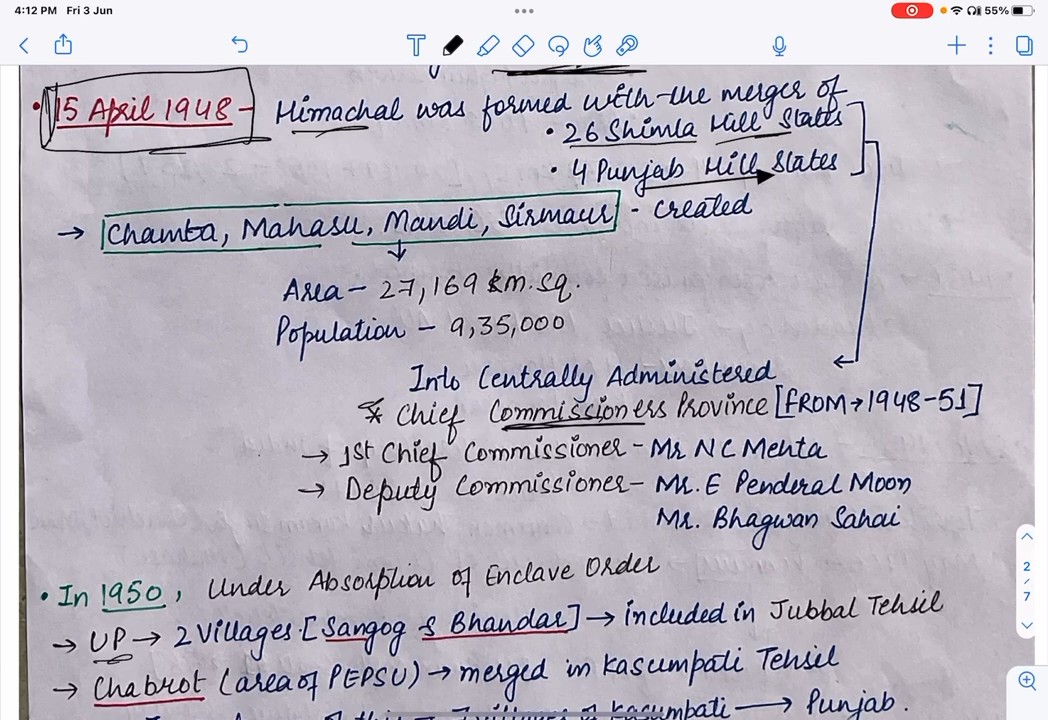 4:12 PM Fri 3 Jun
55%
• 15 April 1948 - Himachal was formed with the merger of
• 26 Shimla Hill States
• 4 Punjab Hill States
→ Chamba, Mahasu, Mandi, Sirmaur - created
Area - 27,169 km.sq.
Population - 9,35,000
Into Centrally Administered
* Chief Commissioners Province [FROM → 1948-51]
→ 1st Chief Commissioner - Mr NC Mehta
→ Deputy Commissioner - Mr. E Penderal Moon
Mr. Bhagwan Sahai
• In 1950, Under Absorption of Enclave Order
→ UP → 2 Villages [Sangog & Bhandar] → included in Jubbal Tehsil
→ Chabrot (area of PEPSU) → merged in Kasumpati Tehsil
of Kasumpati → Punjab.
2/7